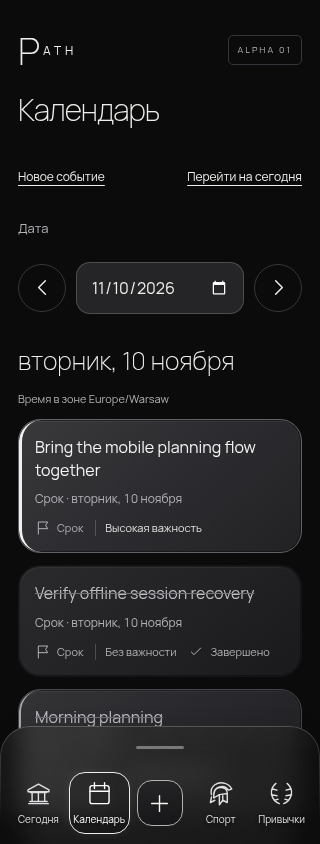 PATH
ALPHA 01
Календарь
Новое событие
Перейти на сегодня
Дата
11/10/2026
вторник, 10 ноября
Время в зоне Europe/Warsaw
Bring the mobile planning flow
together
Срок · вторник, 10 ноября
Срок
Высокая важность
Verify offline session recovery
Срок · вторник, 10 ноября
Срок
Без важности
Завершено
Morning planning
Сегодня
Календарь
Спорт
Привычки